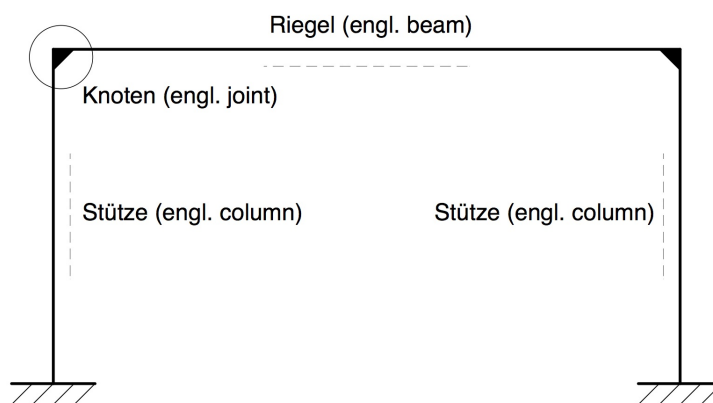 Riegel (engl. beam)
Knoten (engl. joint)
Stütze (engl. column)
Stütze (engl. column)